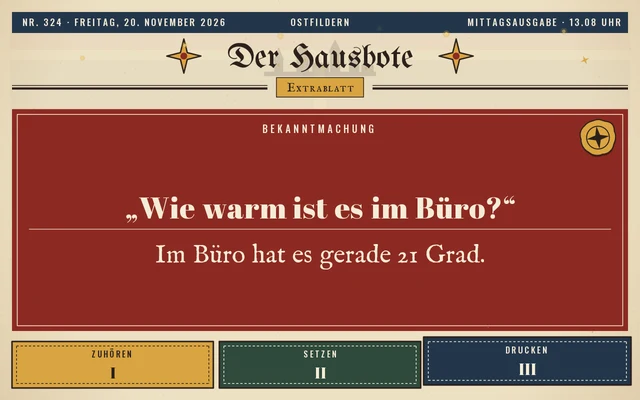 NR. 324 · FREITAG, 20. NOVEMBER 2026 OSTFILDERN MITTAGSAUSGABE · 13.08 UHR
Der Hausbote
EXTRABLATT
BEKANNTMACHUNG
„Wie warm ist es im Büro?“
Im Büro hat es gerade 21 Grad.
ZUHÖREN SETZEN DRUCKEN
I II III